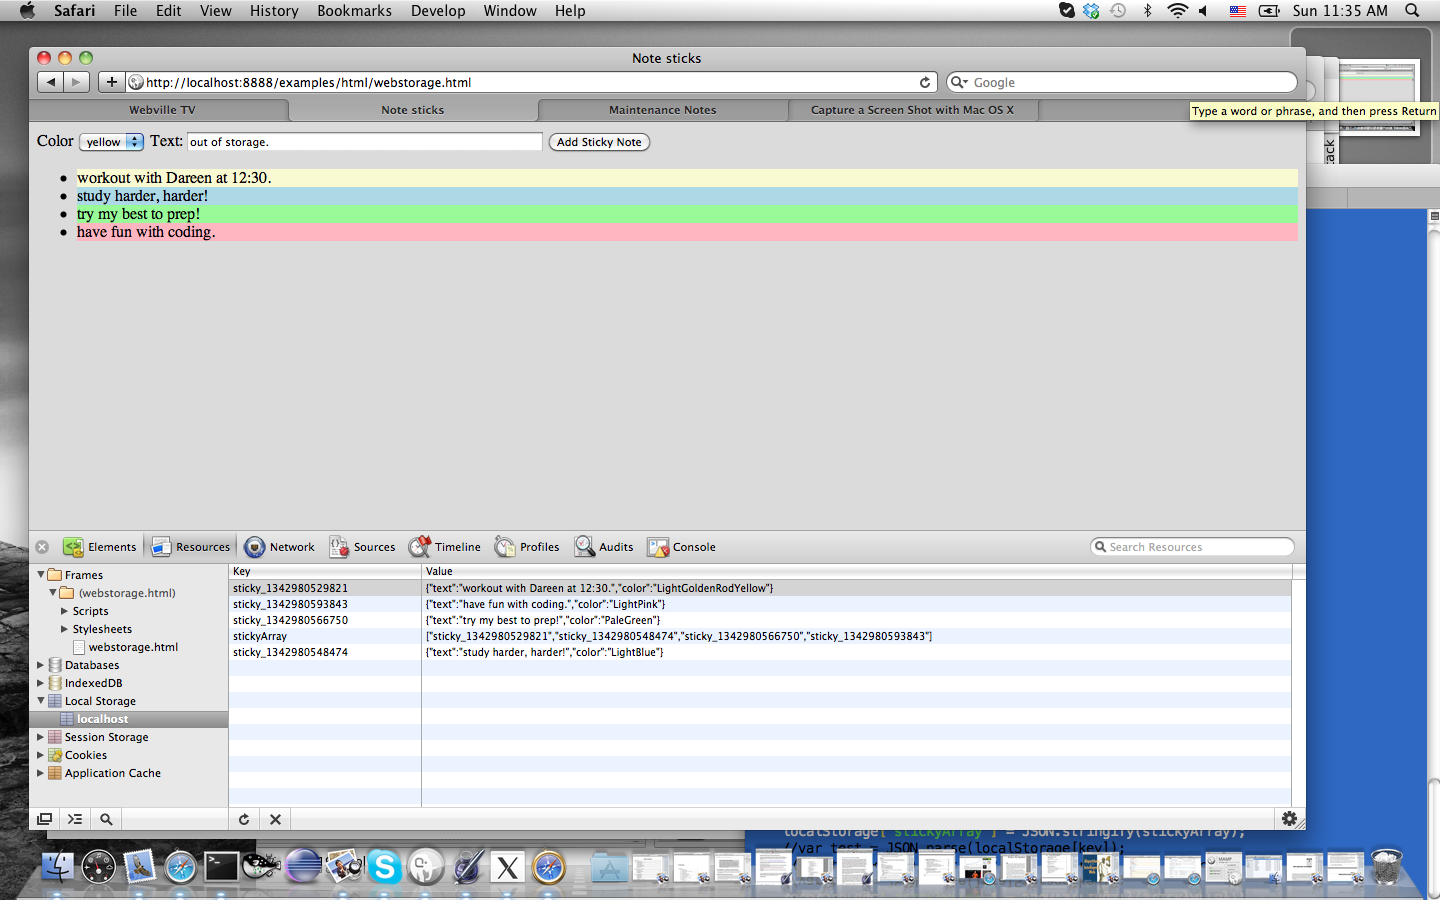 Safari File Edit View History Bookmarks Develop Window Help Sun 11:35 AM
Note sticks
http://localhost:8888/examples/html/webstorage.html Google
Webville TV Note sticks Maintenance Notes Capture a Screen Shot with Mac OS X
Type a word or phrase, and then press Return
Color yellow Text: out of storage. Add Sticky Note
tack
workout with Dareen at 12:30.
study harder, harder!
try my best to prep!
have fun with coding.
Elements Resources Network Sources Timeline Profiles Audits Console Search Resources
Frames
(webstorage.html)
Scripts
Stylesheets
webstorage.html
Databases
IndexedDB
Local Storage
localhost
Session Storage
Cookies
Application Cache
Key Value
sticky_1342980529821 {"text":"workout with Dareen at 12:30.","color":"LightGoldenRodYellow"}
sticky_1342980593843 {"text":"have fun with coding.","color":"LightPink"}
sticky_1342980566750 {"text":"try my best to prep!","color":"PaleGreen"}
stickyArray ["sticky_1342980529821","sticky_1342980548474","sticky_1342980566750","sticky_1342980593843"]
sticky_1342980548474 {"text":"study harder, harder!","color":"LightBlue"}
localStorage["stickyArray"] = JSON.stringify(stickyArray);
//var test = JSON.parse(localStorage[key]);